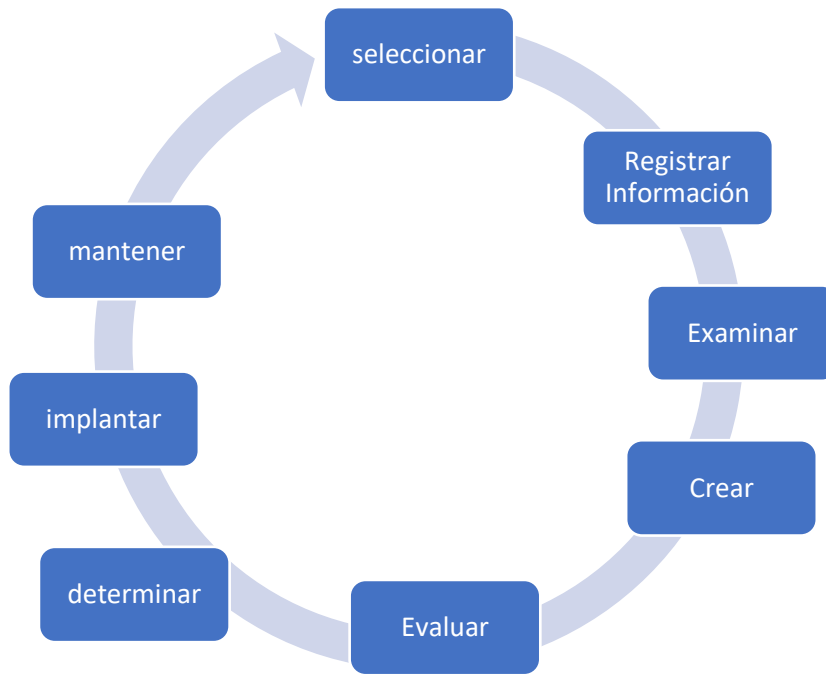 seleccionar
Registrar
Información
Examinar
Crear
Evaluar
determinar
implantar
mantener